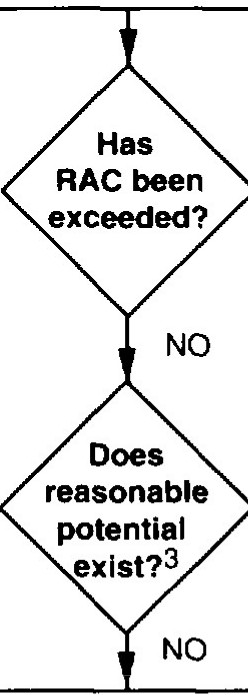 Has
RAC been
exceeded?
NO
Does
reasonable
potential
exist?3
NO